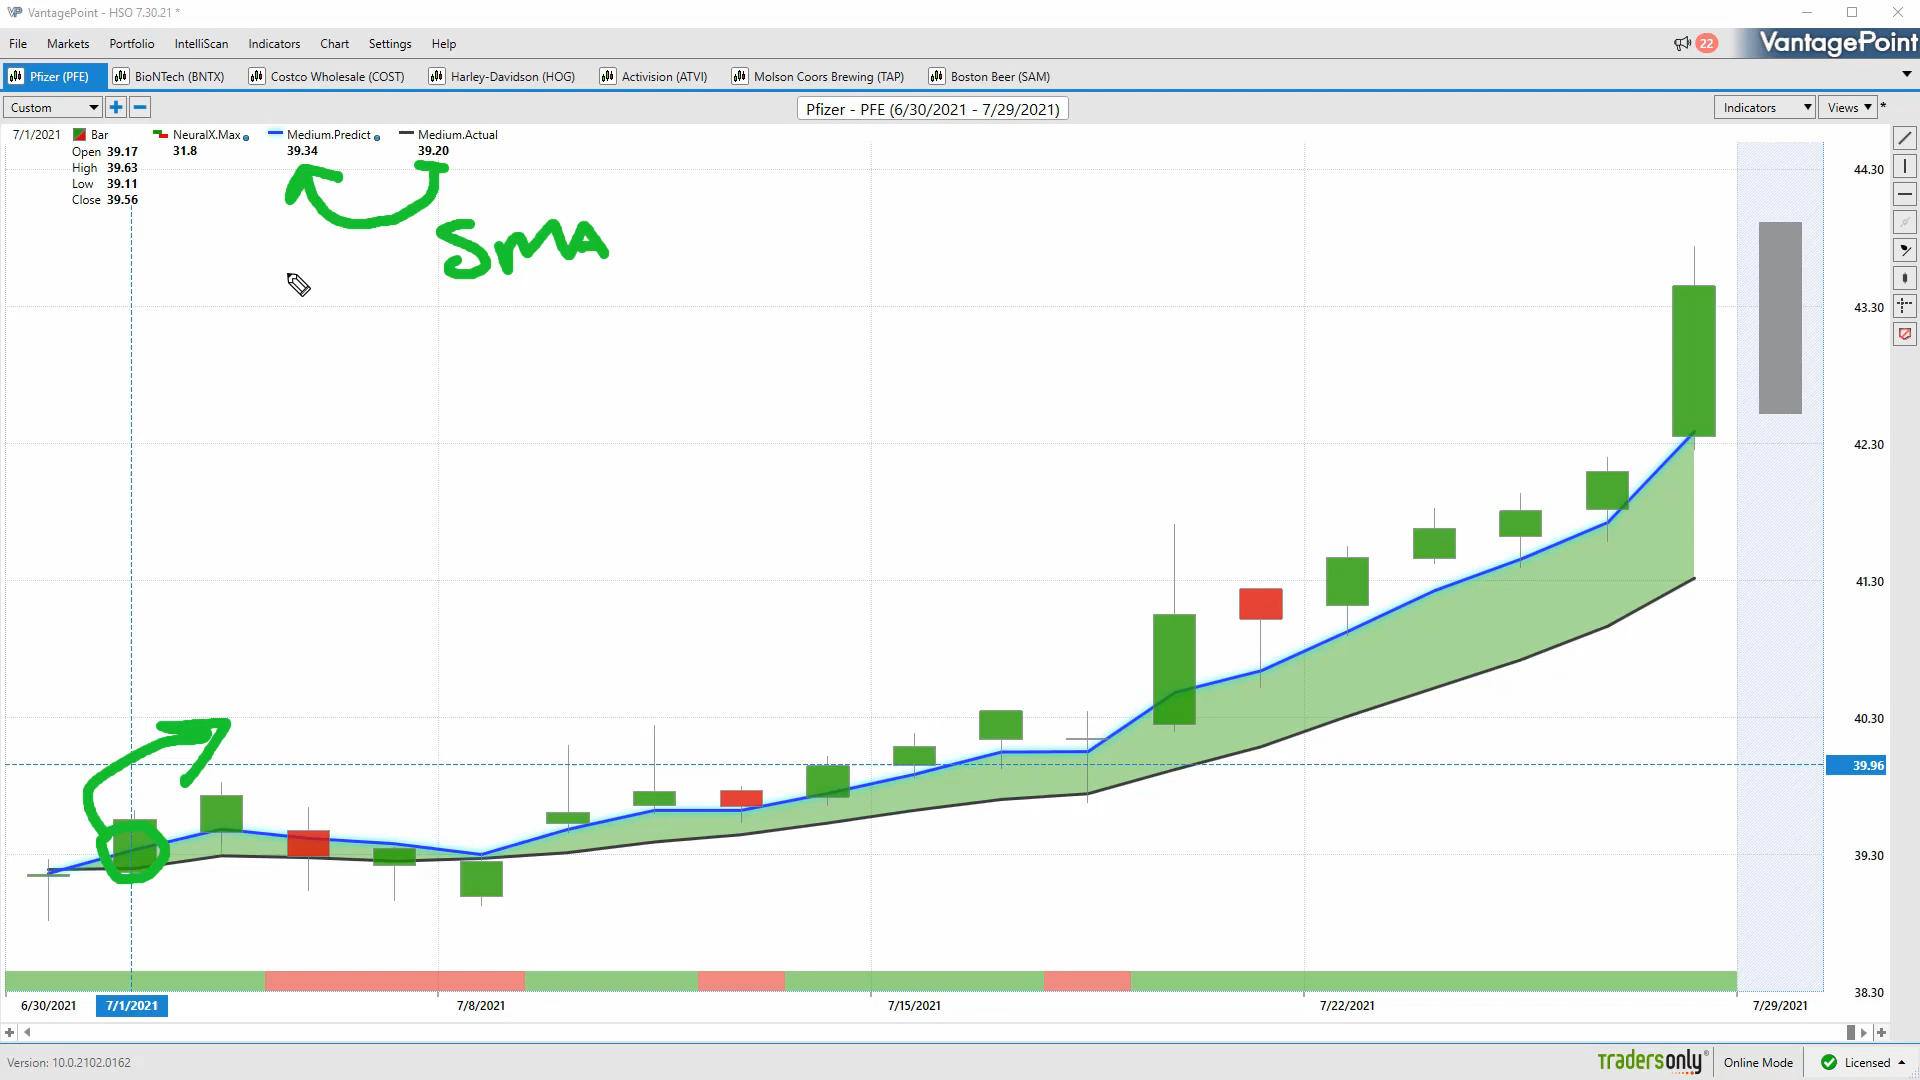 VantagePoint - HSO 7.30.21 *
File Markets Portfolio IntelliScan Indicators Chart Settings Help 22 VantagePoint
Pfizer (PFE) BioNTech (BNTX) Costco Wholesale (COST) Harley-Davidson (HOG) Activision (ATVI) Molson Coors Brewing (TAP) Boston Beer (SAM)
Custom Pfizer - PFE (6/30/2021 - 7/29/2021) Indicators Views *
7/1/2021 Bar NeuralX.Max Medium.Predict Medium.Actual
Open 39.17 31.8 39.34 39.20
High 39.63
Low 39.11
Close 39.56
SMA
44.30
43.30
42.30
41.30
40.30
39.96
39.30
38.30
6/30/2021 7/1/2021 7/8/2021 7/15/2021 7/22/2021 7/29/2021
Version: 10.0.2102.0162 tradersonly Online Mode Licensed